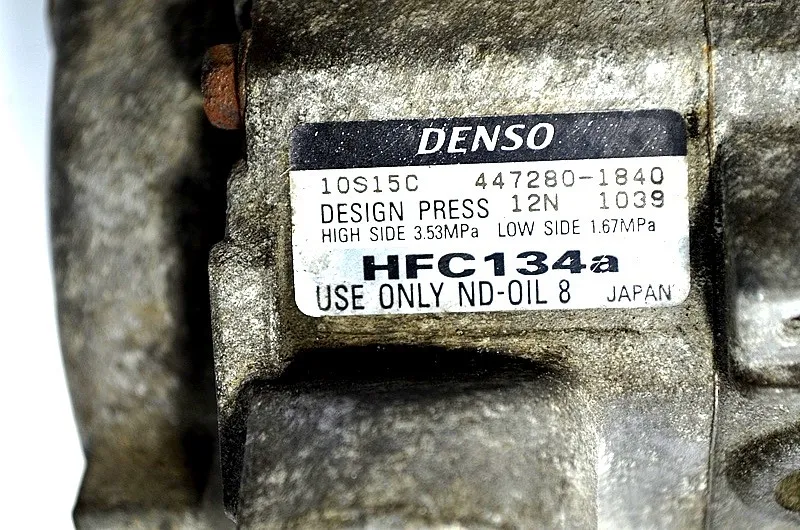 DENSO
10S15C 447280-1840
DESIGN PRESS 12N 1039
HIGH SIDE 3.53MPa LOW SIDE 1.67MPa
HFC134a
USE ONLY ND-OIL 8 JAPAN